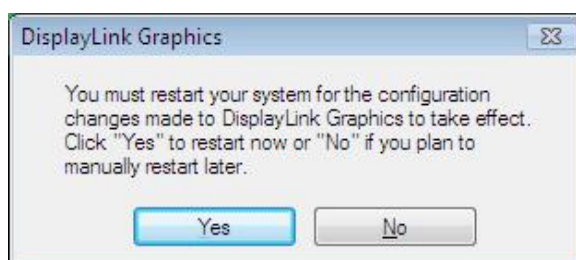 DisplayLink Graphics
You must restart your system for the configuration
changes made to DisplayLink Graphics to take effect.
Click "Yes" to restart now or "No" if you plan to
manually restart later.
Yes
No